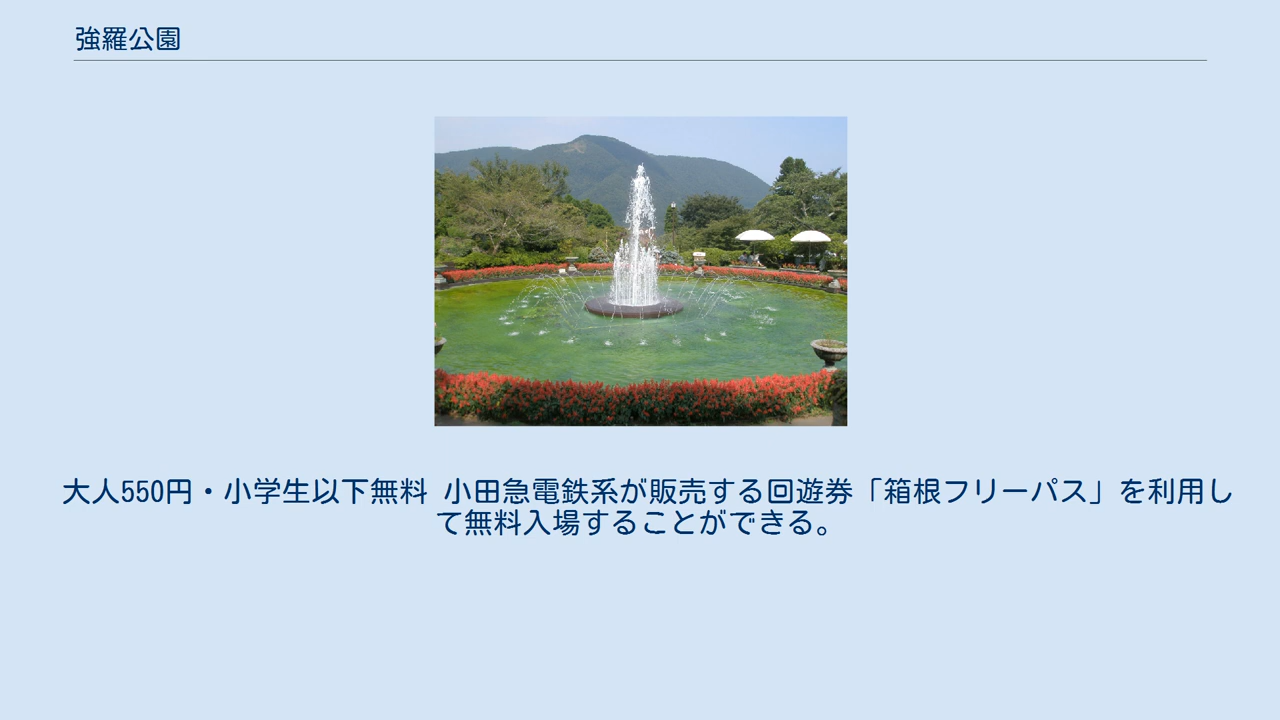 強羅公園
大人550円・小学生以下無料 小田急電鉄系が販売する回遊券「箱根フリーパス」を利用し
て無料入場することができる。